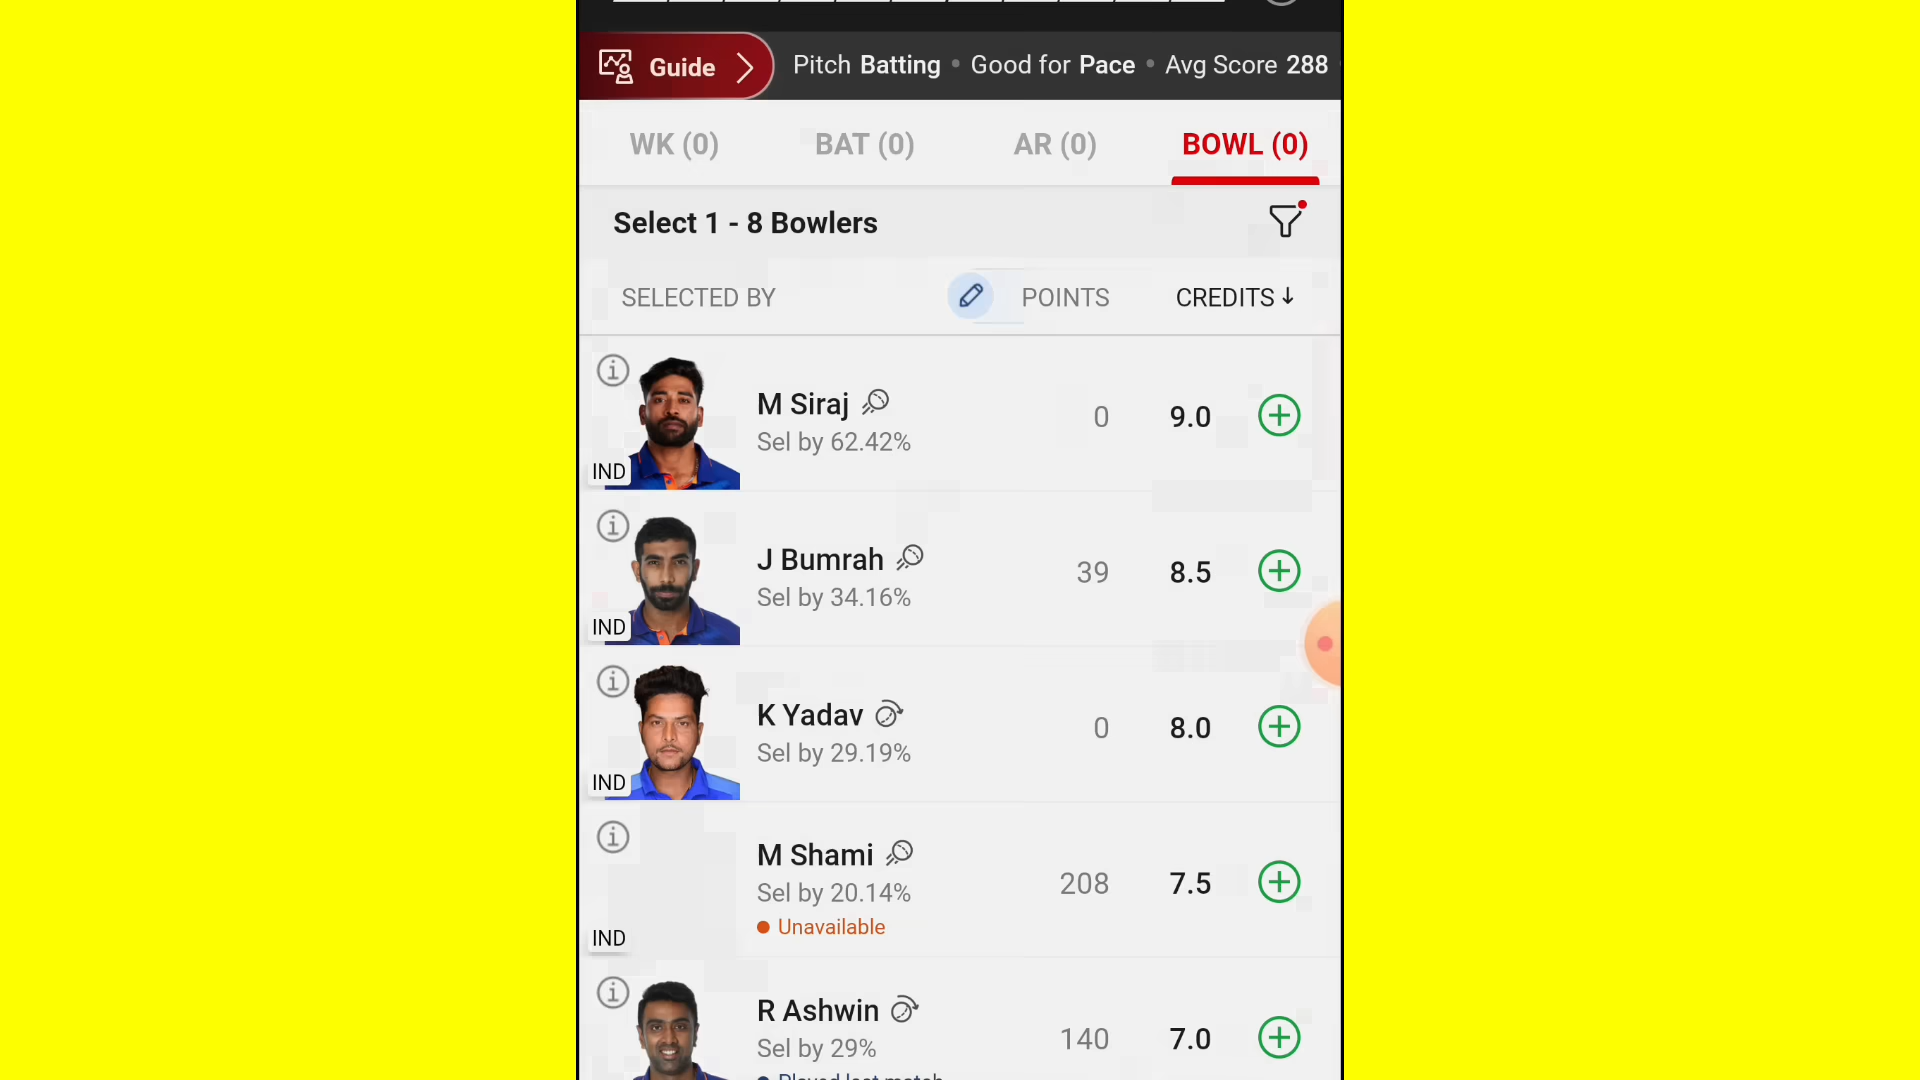 Guide
Pitch Batting • Good for Pace • Avg Score 288
WK (0) BAT (0) AR (0) BOWL (0)
Select 1 - 8 Bowlers
SELECTED BY POINTS CREDITS ↓
M Siraj 0 9.0
Sel by 62.42%
IND
J Bumrah 39 8.5
Sel by 34.16%
IND
K Yadav 0 8.0
Sel by 29.19%
IND
M Shami 208 7.5
Sel by 20.14%
Unavailable
IND
R Ashwin 140 7.0
Sel by 29%
Played last match